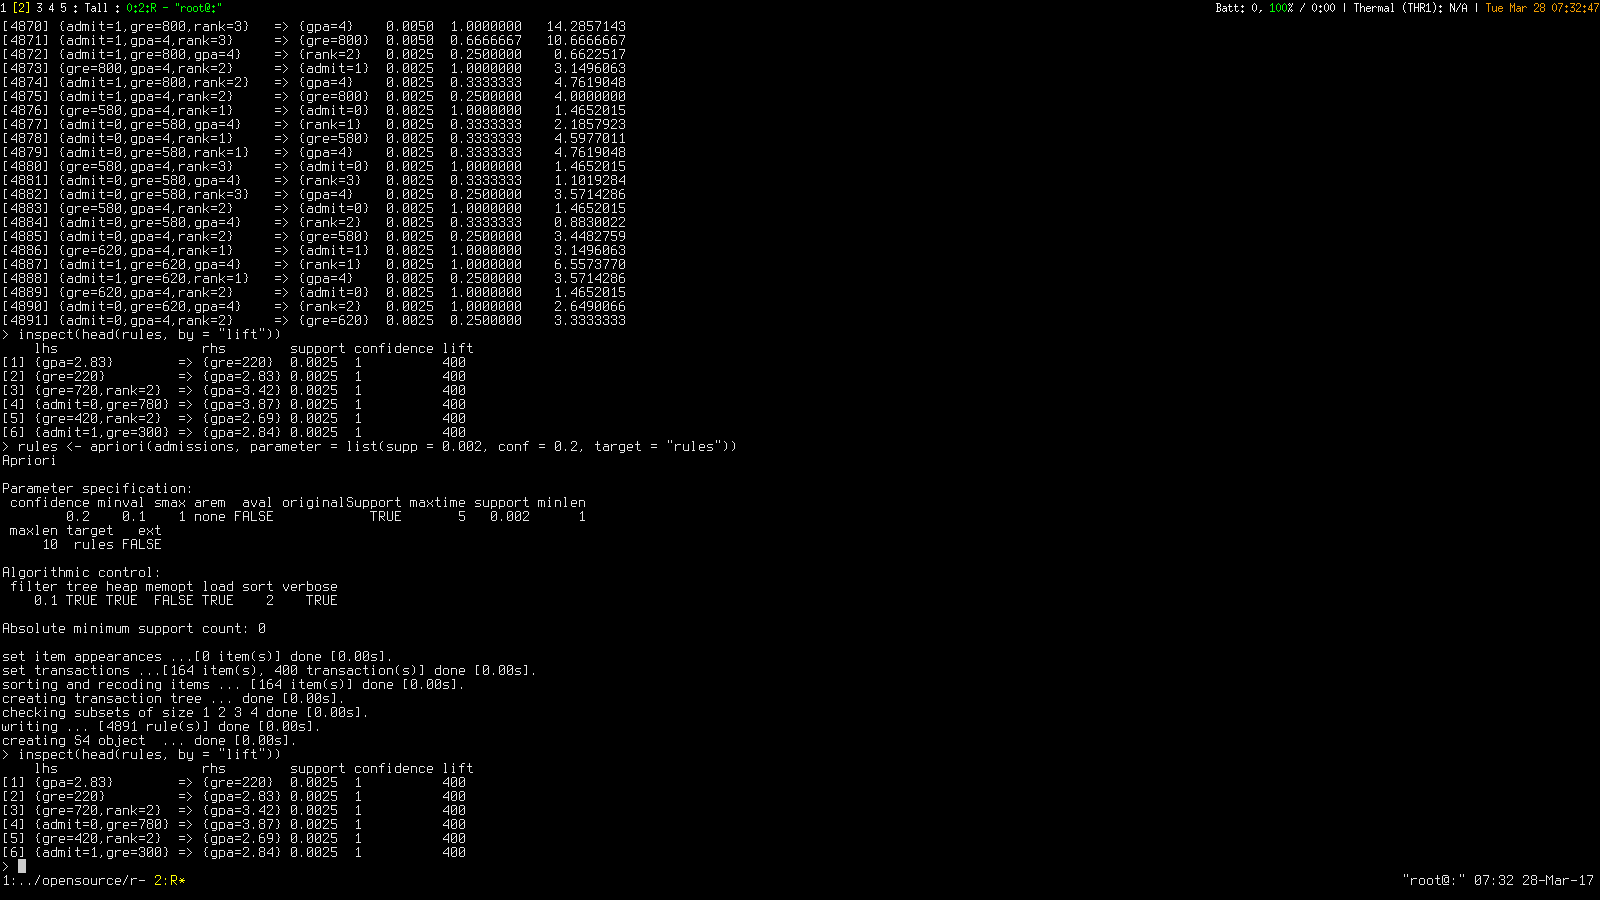 1 [2] 3 4 5 : Tall : 0:2:R - "root@:" Batt: 0, 100% / 0:00 | Thermal (THR1): N/A | Tue Mar 28 07:32:47
[4870] {admit=1,gre=800,rank=3} => {gpa=4} 0.0050 1.0000000 14.2857143
[4871] {admit=1,gpa=4,rank=3} => {gre=800} 0.0050 0.6666667 10.6666667
[4872] {admit=1,gre=800,gpa=4} => {rank=2} 0.0025 0.2500000 0.6622517
[4873] {gre=800,gpa=4,rank=2} => {admit=1} 0.0025 1.0000000 3.1496063
[4874] {admit=1,gre=800,rank=2} => {gpa=4} 0.0025 0.3333333 4.7619048
[4875] {admit=1,gpa=4,rank=2} => {gre=800} 0.0025 0.2500000 4.0000000
[4876] {gre=580,gpa=4,rank=1} => {admit=0} 0.0025 1.0000000 1.4652015
[4877] {admit=0,gre=580,gpa=4} => {rank=1} 0.0025 0.3333333 2.1857923
[4878] {admit=0,gpa=4,rank=1} => {gre=580} 0.0025 0.3333333 4.5977011
[4879] {admit=0,gre=580,rank=1} => {gpa=4} 0.0025 0.3333333 4.7619048
[4880] {gre=580,gpa=4,rank=3} => {admit=0} 0.0025 1.0000000 1.4652015
[4881] {admit=0,gre=580,gpa=4} => {rank=3} 0.0025 0.3333333 1.1019284
[4882] {admit=0,gre=580,rank=3} => {gpa=4} 0.0025 0.2500000 3.5714286
[4883] {gre=580,gpa=4,rank=2} => {admit=0} 0.0025 1.0000000 1.4652015
[4884] {admit=0,gre=580,gpa=4} => {rank=2} 0.0025 0.3333333 0.8830022
[4885] {admit=0,gpa=4,rank=2} => {gre=580} 0.0025 0.2500000 3.4482759
[4886] {gre=620,gpa=4,rank=1} => {admit=1} 0.0025 1.0000000 3.1496063
[4887] {admit=1,gre=620,gpa=4} => {rank=1} 0.0025 1.0000000 6.5573770
[4888] {admit=1,gre=620,rank=1} => {gpa=4} 0.0025 0.2500000 3.5714286
[4889] {gre=620,gpa=4,rank=2} => {admit=0} 0.0025 1.0000000 1.4652015
[4890] {admit=0,gre=620,gpa=4} => {rank=2} 0.0025 1.0000000 2.6490066
[4891] {admit=0,gpa=4,rank=2} => {gre=620} 0.0025 0.2500000 3.3333333
> inspect(head(rules, by = "lift"))
lhs rhs support confidence lift
[1] {gpa=2.83} => {gre=220} 0.0025 1 400
[2] {gre=220} => {gpa=2.83} 0.0025 1 400
[3] {gre=720,rank=2} => {gpa=3.42} 0.0025 1 400
[4] {admit=0,gre=780} => {gpa=3.87} 0.0025 1 400
[5] {gre=420,rank=2} => {gpa=2.69} 0.0025 1 400
[6] {admit=1,gre=300} => {gpa=2.84} 0.0025 1 400
> rules <- apriori(admissions, parameter = list(supp = 0.002, conf = 0.2, target = "rules"))
Apriori
Parameter specification:
confidence minval smax arem aval originalSupport maxtime support minlen
0.2 0.1 1 none FALSE TRUE 5 0.002 1
maxlen target ext
10 rules FALSE
Algorithmic control:
filter tree heap memopt load sort verbose
0.1 TRUE TRUE FALSE TRUE 2 TRUE
Absolute minimum support count: 0
set item appearances ...[0 item(s)] done [0.00s].
set transactions ...[164 item(s), 400 transaction(s)] done [0.00s].
sorting and recoding items ... [164 item(s)] done [0.00s].
creating transaction tree ... done [0.00s].
checking subsets of size 1 2 3 4 done [0.00s].
writing ... [4891 rule(s)] done [0.00s].
creating S4 object ... done [0.00s].
> inspect(head(rules, by = "lift"))
lhs rhs support confidence lift
[1] {gpa=2.83} => {gre=220} 0.0025 1 400
[2] {gre=220} => {gpa=2.83} 0.0025 1 400
[3] {gre=720,rank=2} => {gpa=3.42} 0.0025 1 400
[4] {admit=0,gre=780} => {gpa=3.87} 0.0025 1 400
[5] {gre=420,rank=2} => {gpa=2.69} 0.0025 1 400
[6] {admit=1,gre=300} => {gpa=2.84} 0.0025 1 400
>
1:../opensource/r- 2:R* "root@:" 07:32 28-Mar-17